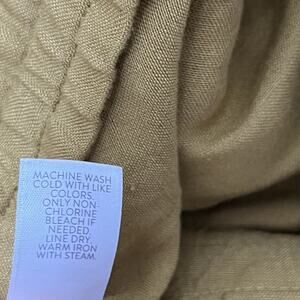 MACHINE WASH
COLD WITH LIKE
COLORS.
ONLY NON-
CHLORINE
BLEACH IF
NEEDED.
LINE DRY.
WARM IRON
WITH STEAM.